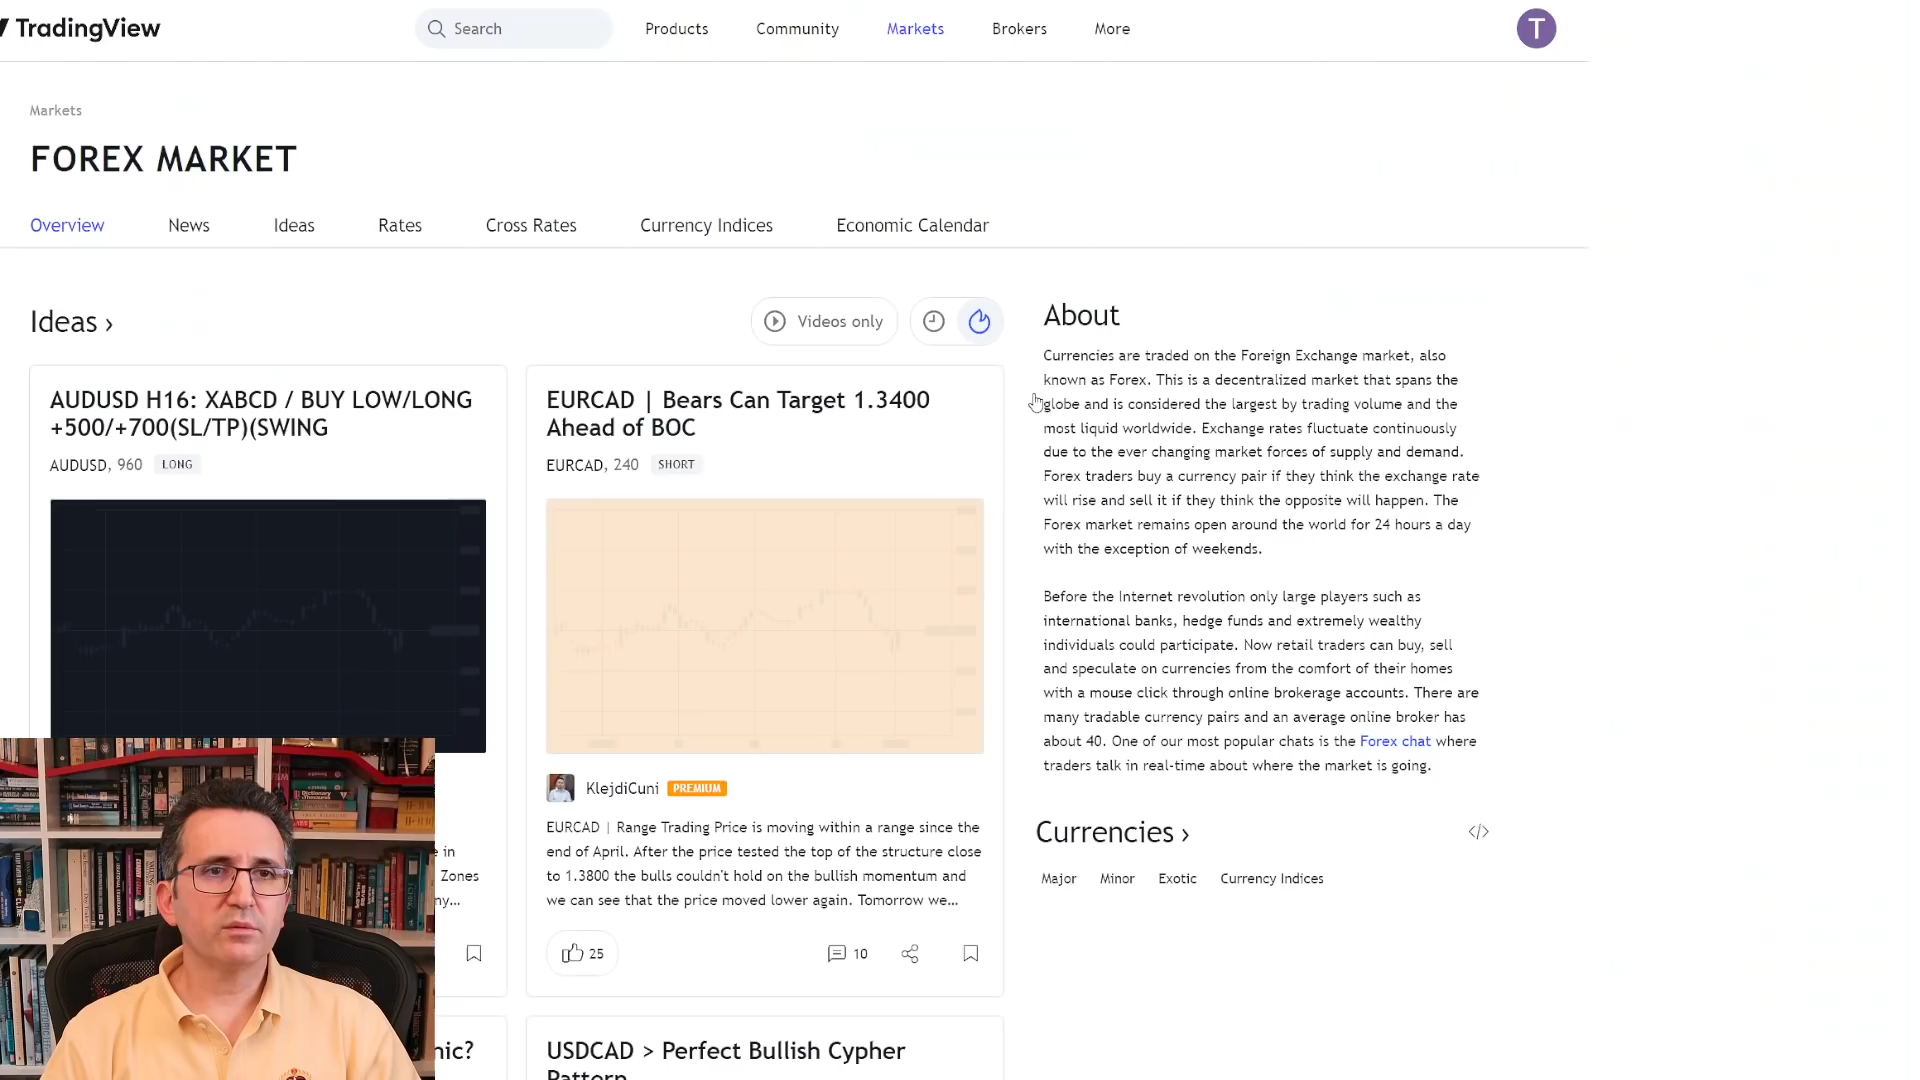 TradingView
Search
Products
Community
Markets
Brokers
More
T
Markets
FOREX MARKET
Overview
News
Ideas
Rates
Cross Rates
Currency Indices
Economic Calendar
Ideas ›
Videos only
AUDUSD H16: XABCD / BUY LOW/LONG
+500/+700(SL/TP)(SWING
AUDUSD, 960 LONG
in
Zones
ny...
nic?
EURCAD | Bears Can Target 1.3400
Ahead of BOC
EURCAD, 240 SHORT
KlejdiCuni PREMIUM
EURCAD | Range Trading Price is moving within a range since the
end of April. After the price tested the top of the structure close
to 1.3800 the bulls couldn't hold on the bullish momentum and
we can see that the price moved lower again. Tomorrow we...
25
10
USDCAD > Perfect Bullish Cypher
Pattern
About
Currencies are traded on the Foreign Exchange market, also
known as Forex. This is a decentralized market that spans the
globe and is considered the largest by trading volume and the
most liquid worldwide. Exchange rates fluctuate continuously
due to the ever changing market forces of supply and demand.
Forex traders buy a currency pair if they think the exchange rate
will rise and sell it if they think the opposite will happen. The
Forex market remains open around the world for 24 hours a day
with the exception of weekends.
Before the Internet revolution only large players such as
international banks, hedge funds and extremely wealthy
individuals could participate. Now retail traders can buy, sell
and speculate on currencies from the comfort of their homes
with a mouse click through online brokerage accounts. There are
many tradable currency pairs and an average online broker has
about 40. One of our most popular chats is the Forex chat where
traders talk in real-time about where the market is going.
Currencies ›
</>
Major
Minor
Exotic
Currency Indices